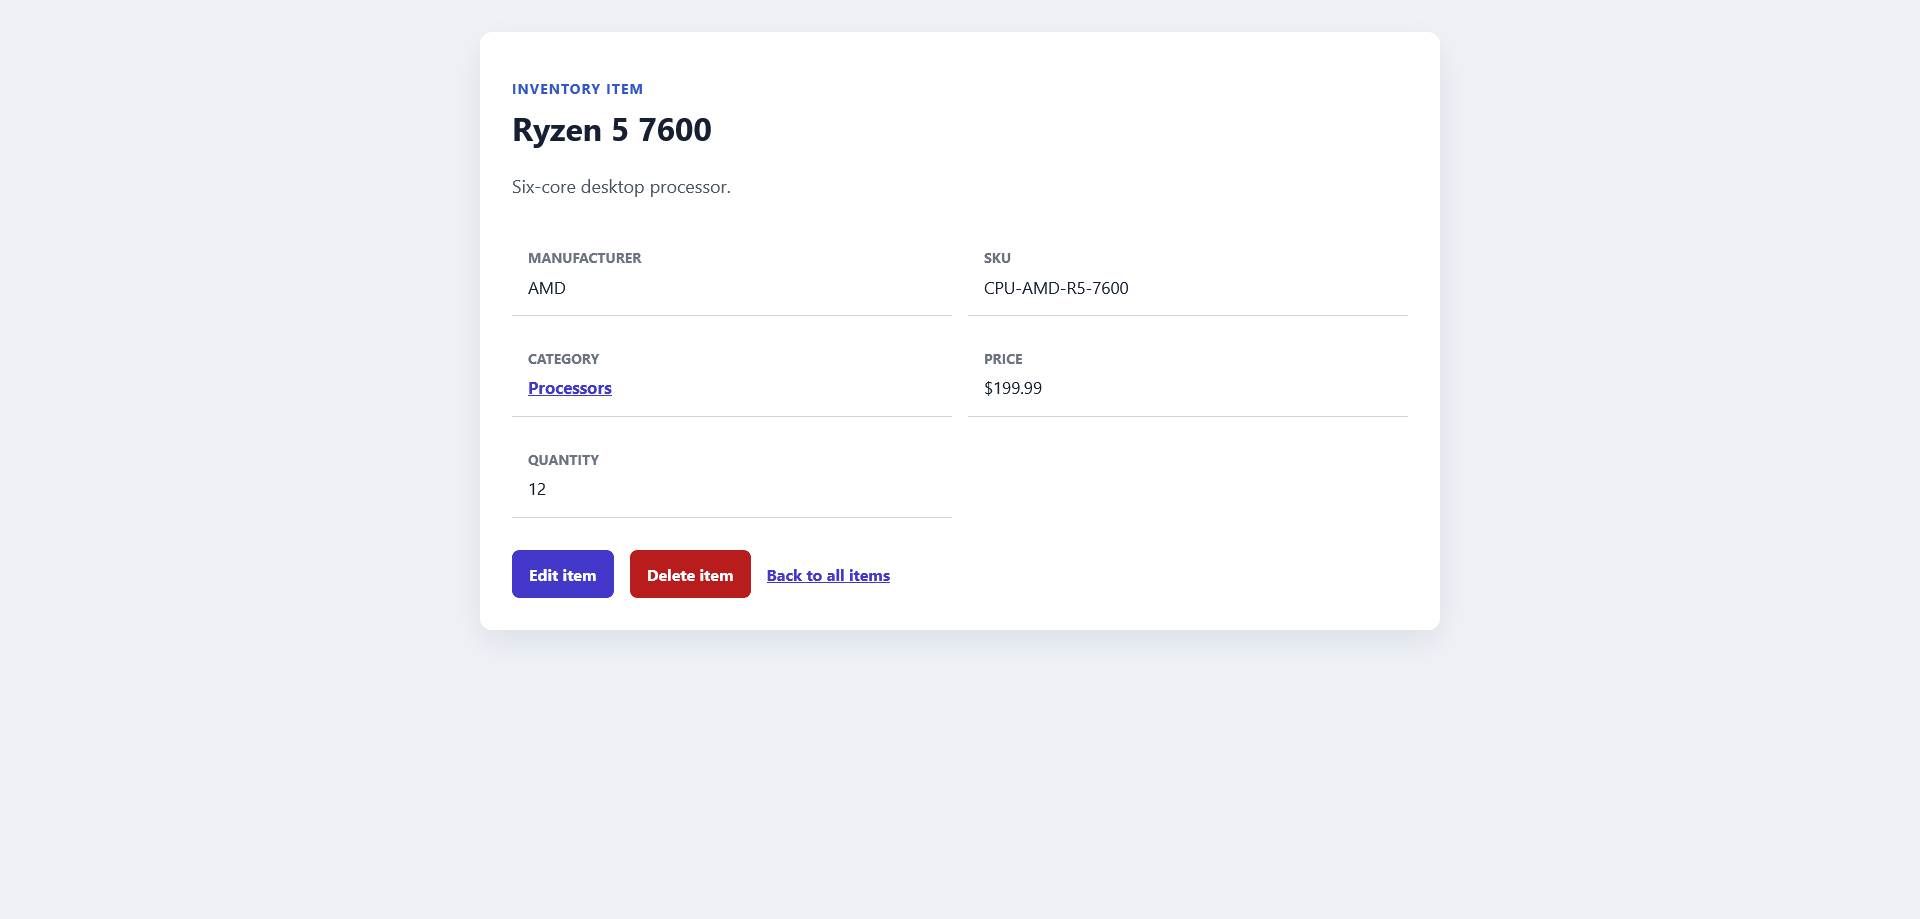 INVENTORY ITEM
Ryzen 5 7600
Six-core desktop processor.
MANUFACTURER
AMD
SKU
CPU-AMD-R5-7600
CATEGORY
Processors
PRICE
$199.99
QUANTITY
12
Edit item
Delete item
Back to all items